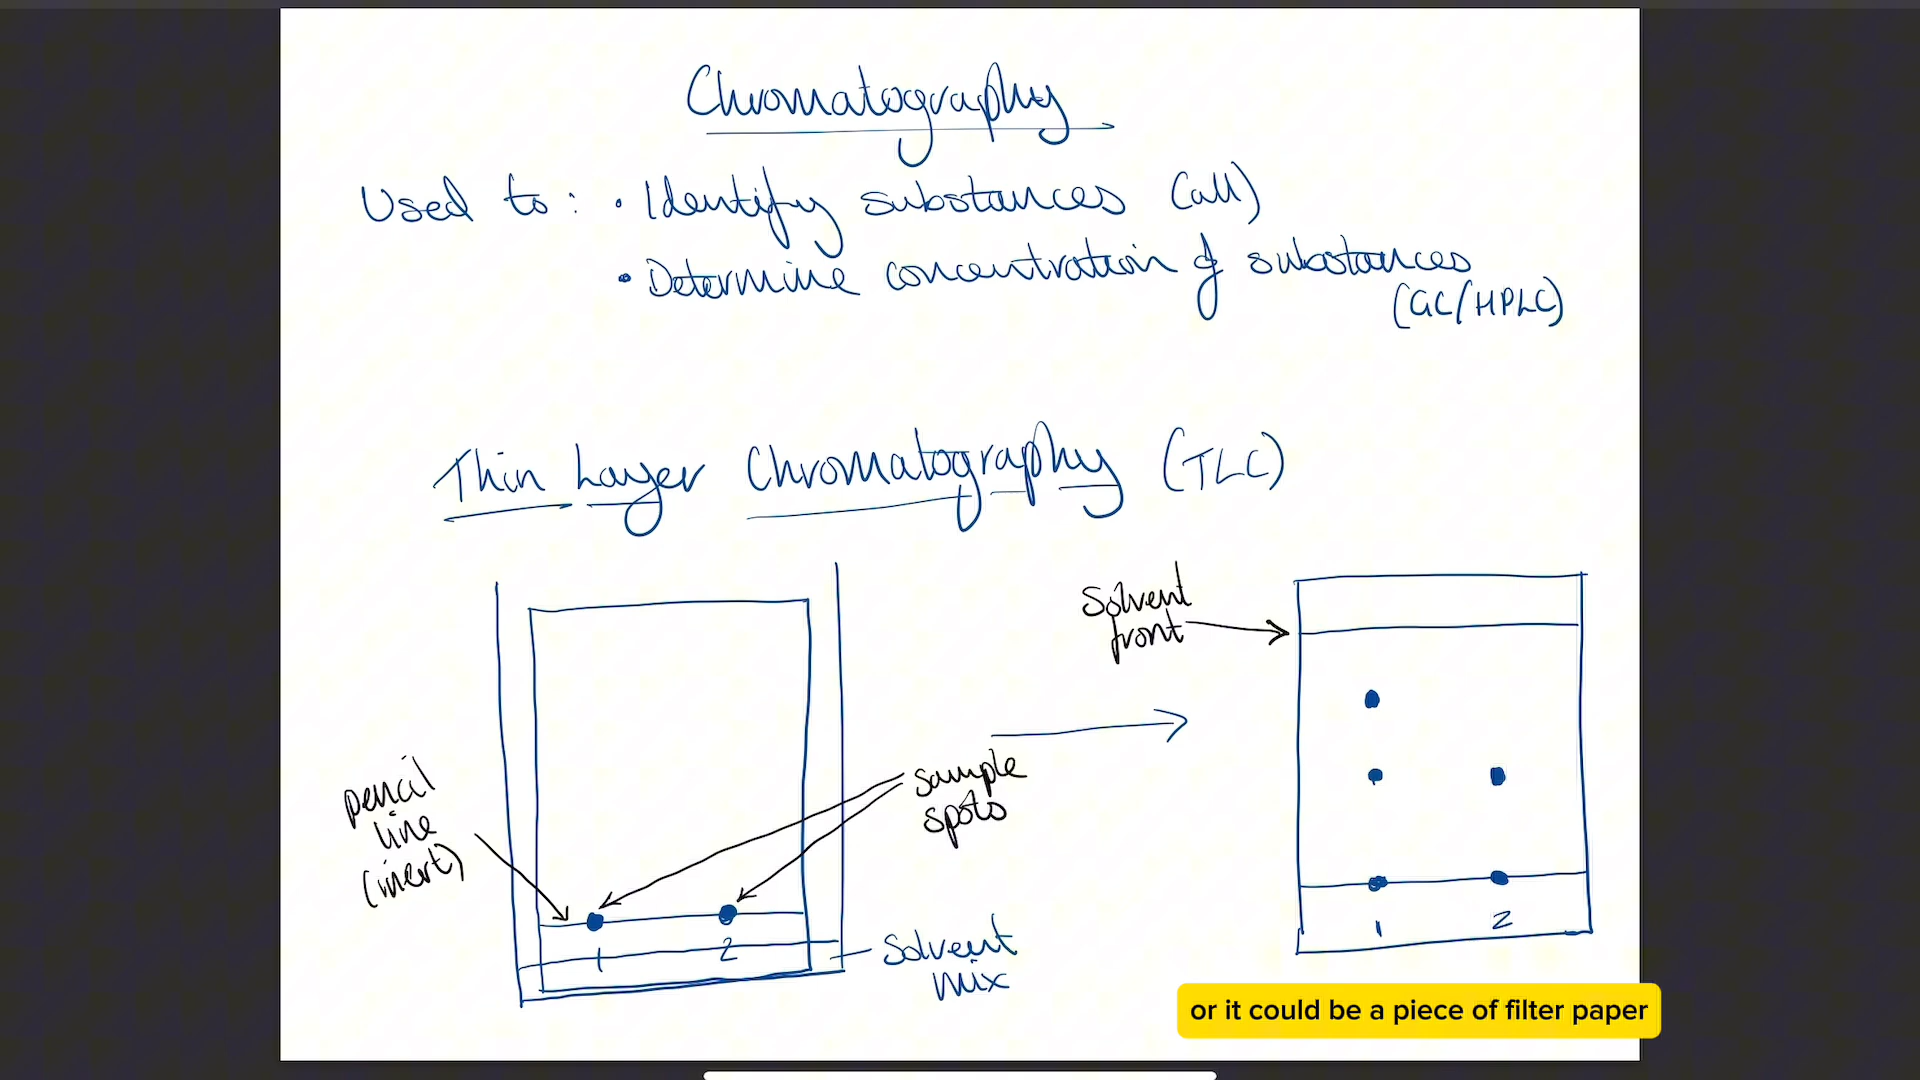 Chromatography
Used to: • Identify substances (all)
• Determine concentration of substances
(GC/HPLC)
Thin Layer Chromatography (TLC)
Solvent
front
pencil
line
(inert)
sample
spots
1 2
Solvent
mix
1 2
or it could be a piece of filter paper